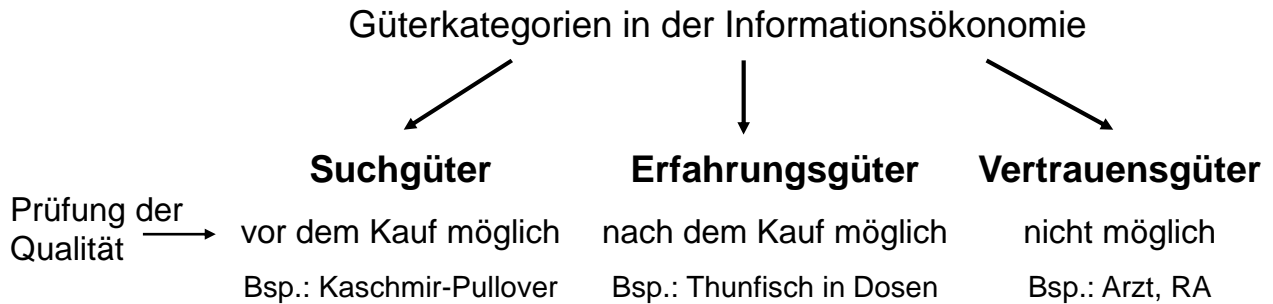 Güterkategorien in der Informationsökonomie
Suchgüter Erfahrungsgüter Vertrauensgüter
Prüfung der
Qualität
vor dem Kauf möglich nach dem Kauf möglich nicht möglich
Bsp.: Kaschmir-Pullover Bsp.: Thunfisch in Dosen Bsp.: Arzt, RA